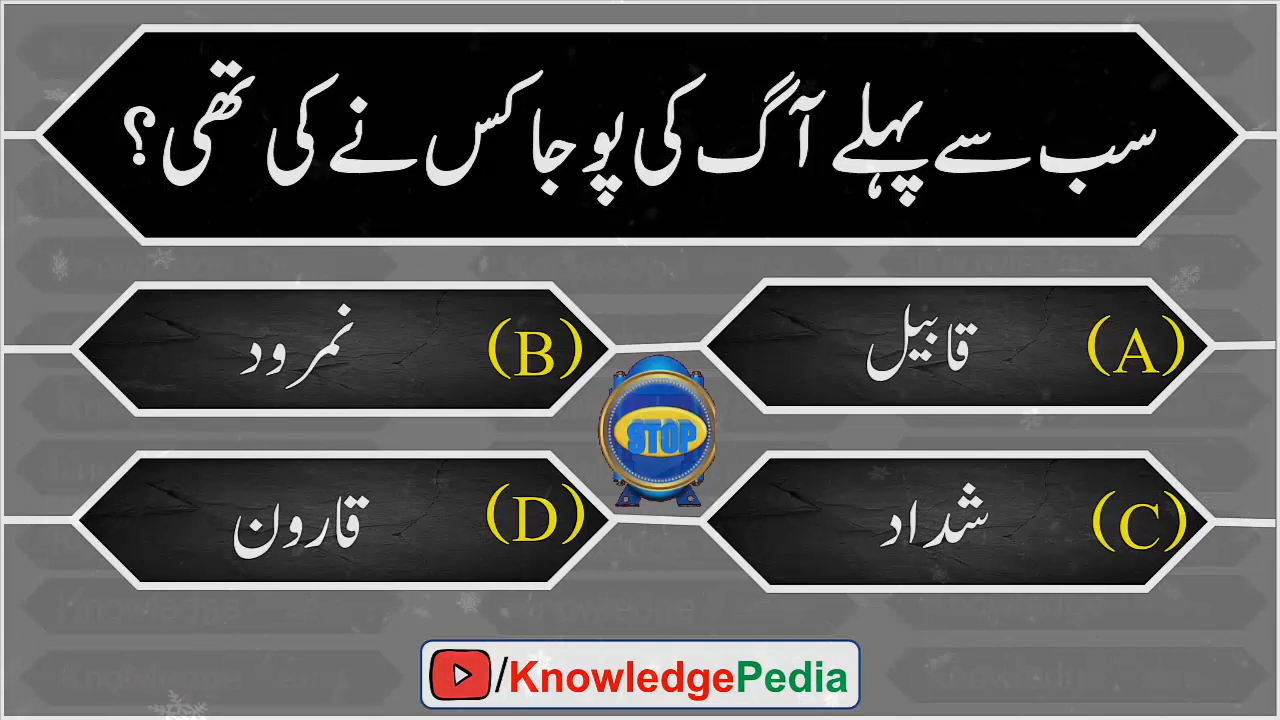 سب سے پہلے آگ کی پوجا کس نے کی تھی؟
(A) قابیل
(B) نمرود
(C) شداد
(D) قارون
STOP
/KnowledgePedia